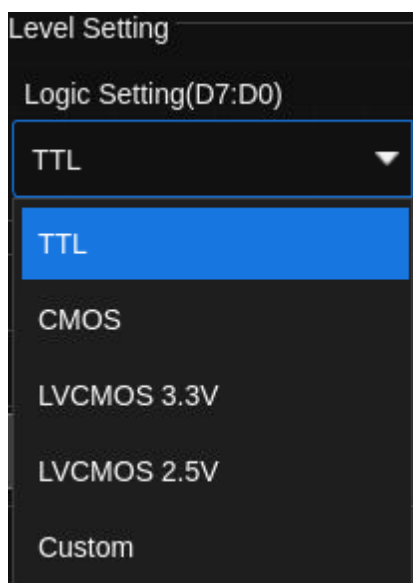 Level Setting
Logic Setting(D7:D0)
TTL
TTL
CMOS
LVCMOS 3.3V
LVCMOS 2.5V
Custom